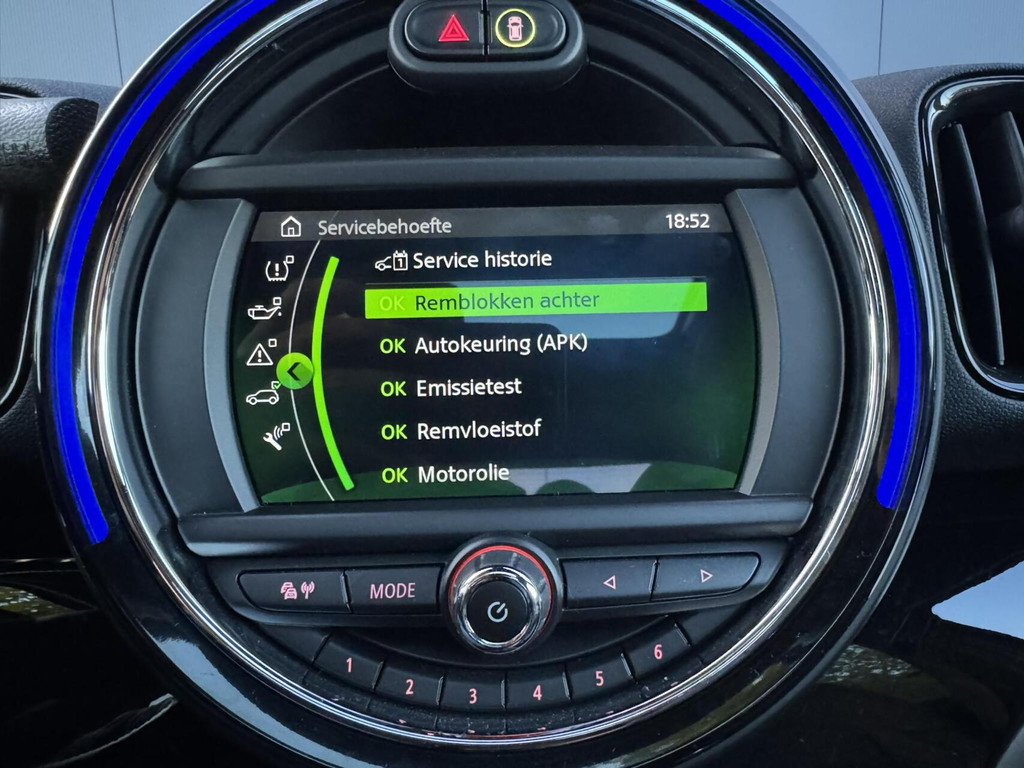 Servicebehoefte 18:52
1 Service historie
OK Remblokken achter
OK Autokeuring (APK)
OK Emissietest
OK Remvloeistof
OK Motorolie
MODE
1 2 3 4 5 6